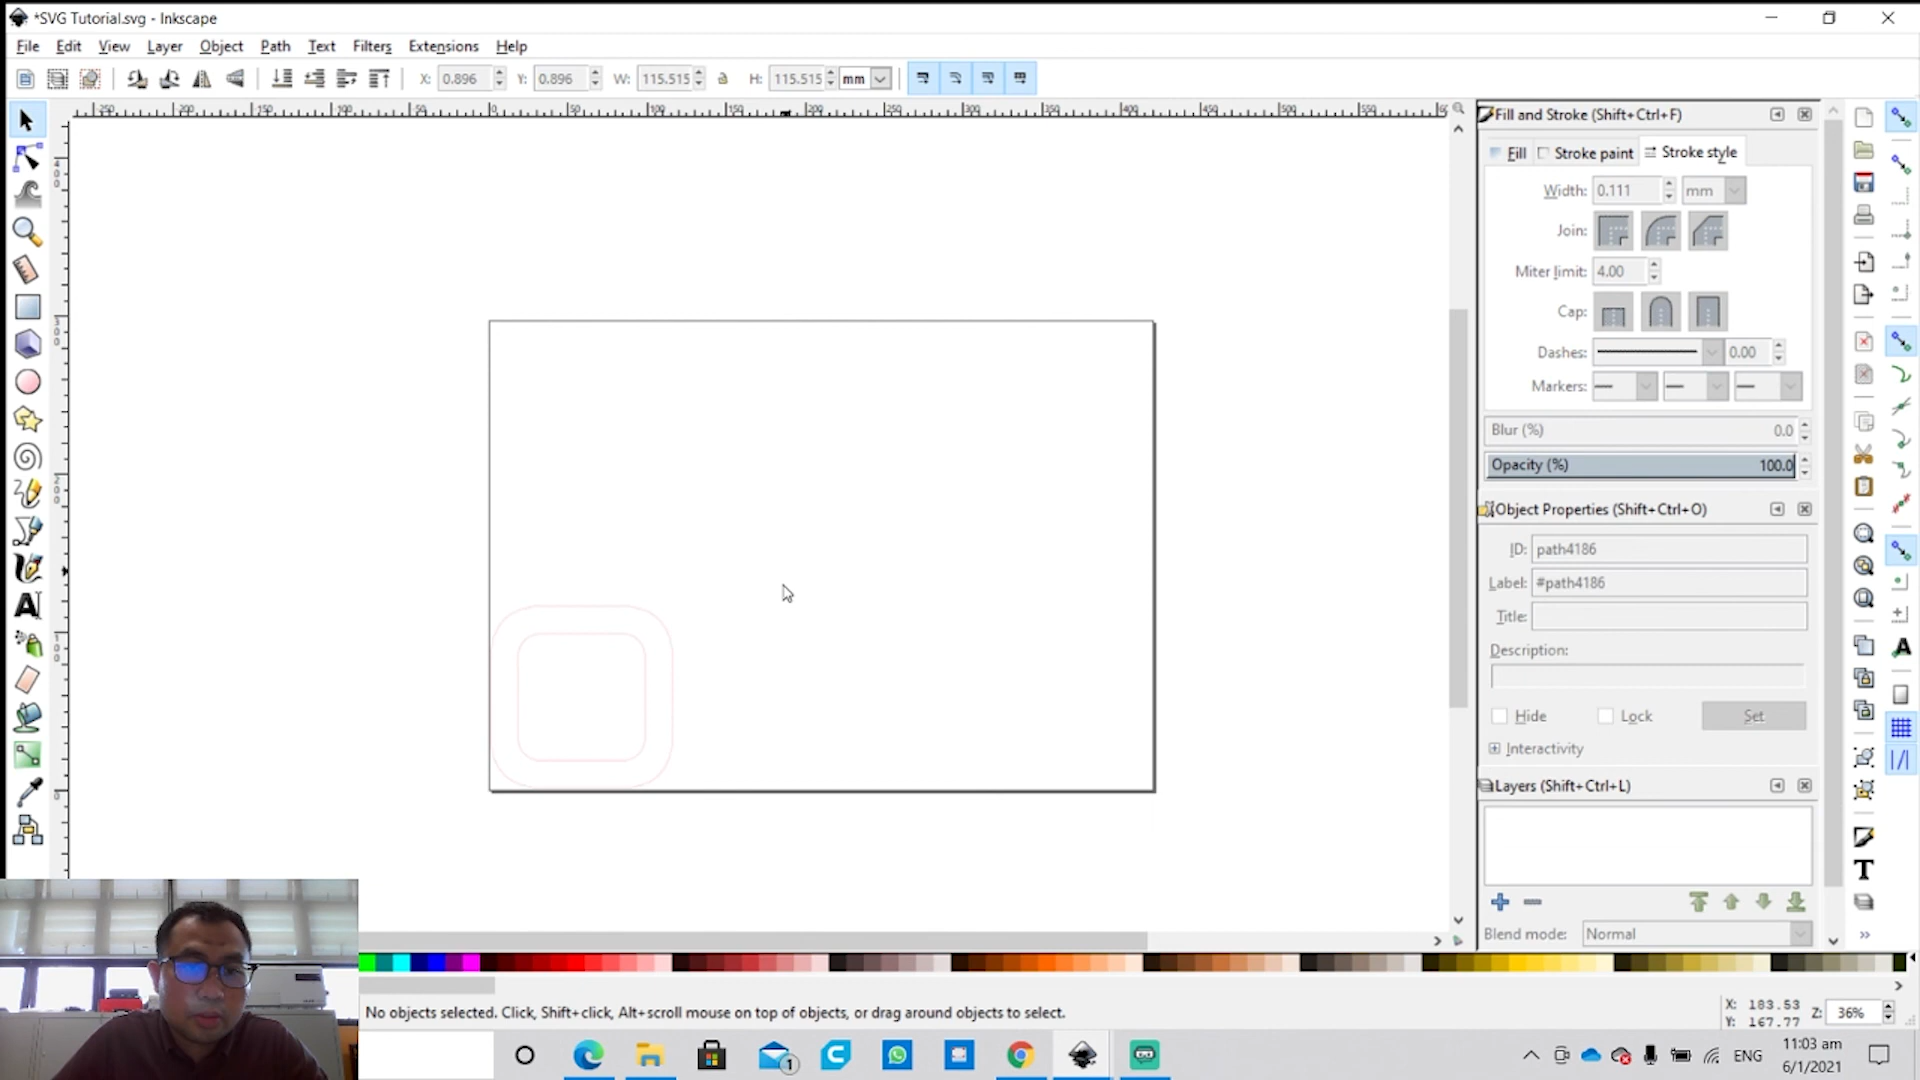 *SVG Tutorial.svg - Inkscape
File Edit View Layer Object Path Text Filters Extensions Help
X: 0.896 Y: 0.896 W: 115.515 H: 115.515 mm
Fill and Stroke (Shift+Ctrl+F)
Fill Stroke paint Stroke style
Width: 0.111 mm
Join:
Miter limit: 4.00
Cap:
Dashes: 0.00
Markers:
Blur (%) 0.0
Opacity (%) 100.0
Object Properties (Shift+Ctrl+O)
ID: path4186
Label: #path4186
Title:
Description:
Hide Lock Set
Interactivity
Layers (Shift+Ctrl+L)
Blend mode: Normal
No objects selected. Click, Shift+click, Alt+scroll mouse on top of objects, or drag around objects to select.
X: 183.53
Y: 167.77
Z: 36%
1
ENG
11:03 am
6/1/2021